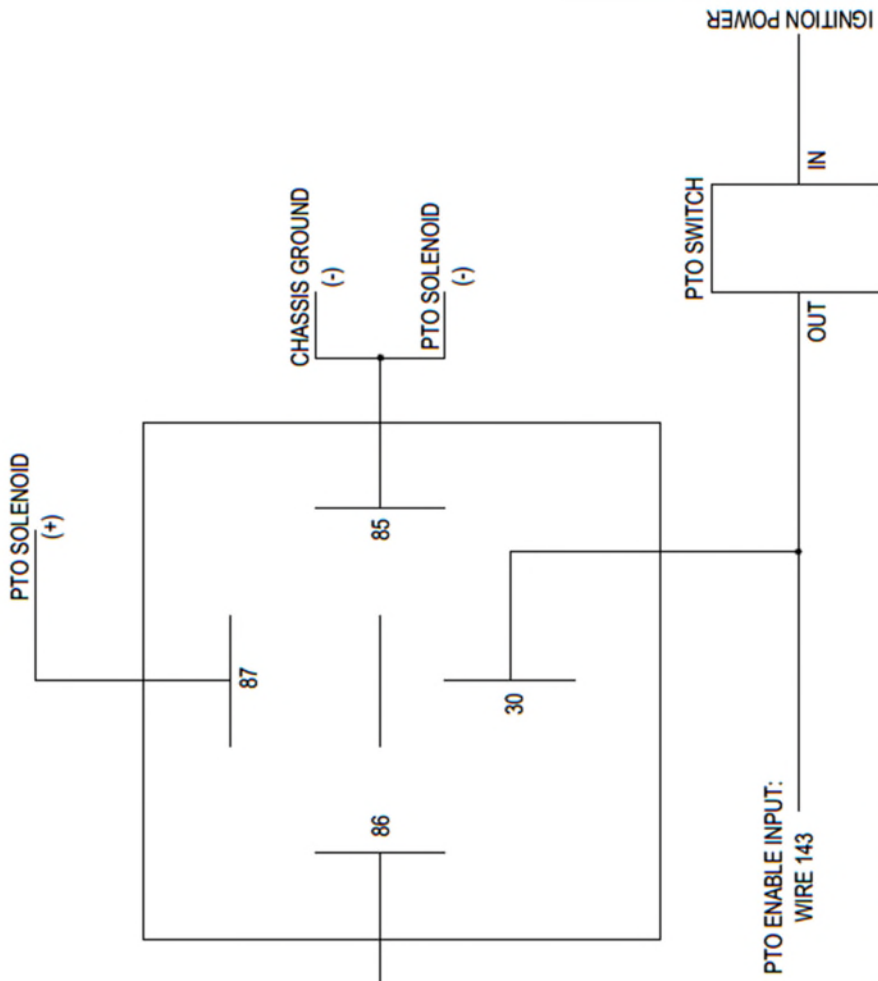 PTO SOLENOID
(+)
CHASSIS GROUND
(-)
PTO SOLENOID
(-)
87
85
86
30
PTO SWITCH
IN
OUT
IGNITION POWER
PTO ENABLE INPUT:
WIRE 143